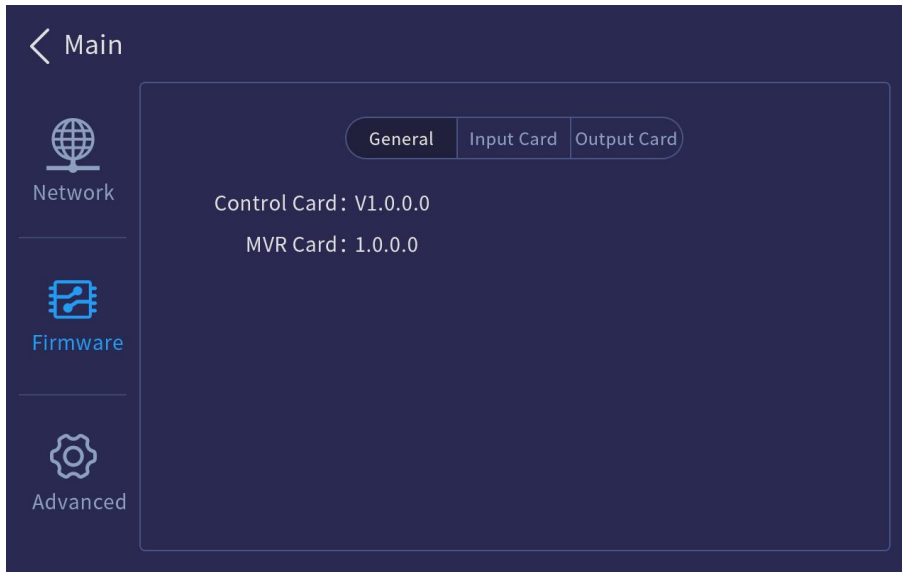 Main
Network
Firmware
Advanced
General Input Card Output Card
Control Card: V1.0.0.0
MVR Card: 1.0.0.0